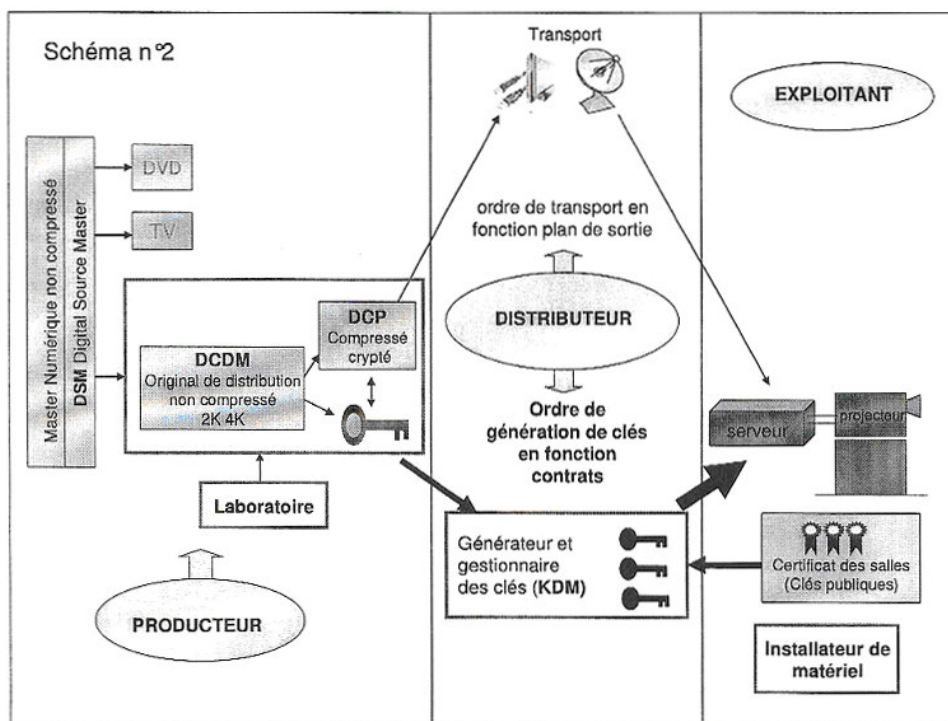 Schéma n°2
Master Numérique non compressé
DSM Digital Source Master
DVD
TV
DCDM
Original de distribution
non compressé
2K 4K
DCP
Compressé
crypté
Laboratoire
PRODUCTEUR
Transport
ordre de transport en
fonction plan de sortie
DISTRIBUTEUR
Ordre de
génération de clés
en fonction
contrats
Générateur et
gestionnaire
des clés (KDM)
EXPLOITANT
serveur
projecteur
Certificat des salles
(Clés publiques)
Installateur de
matériel